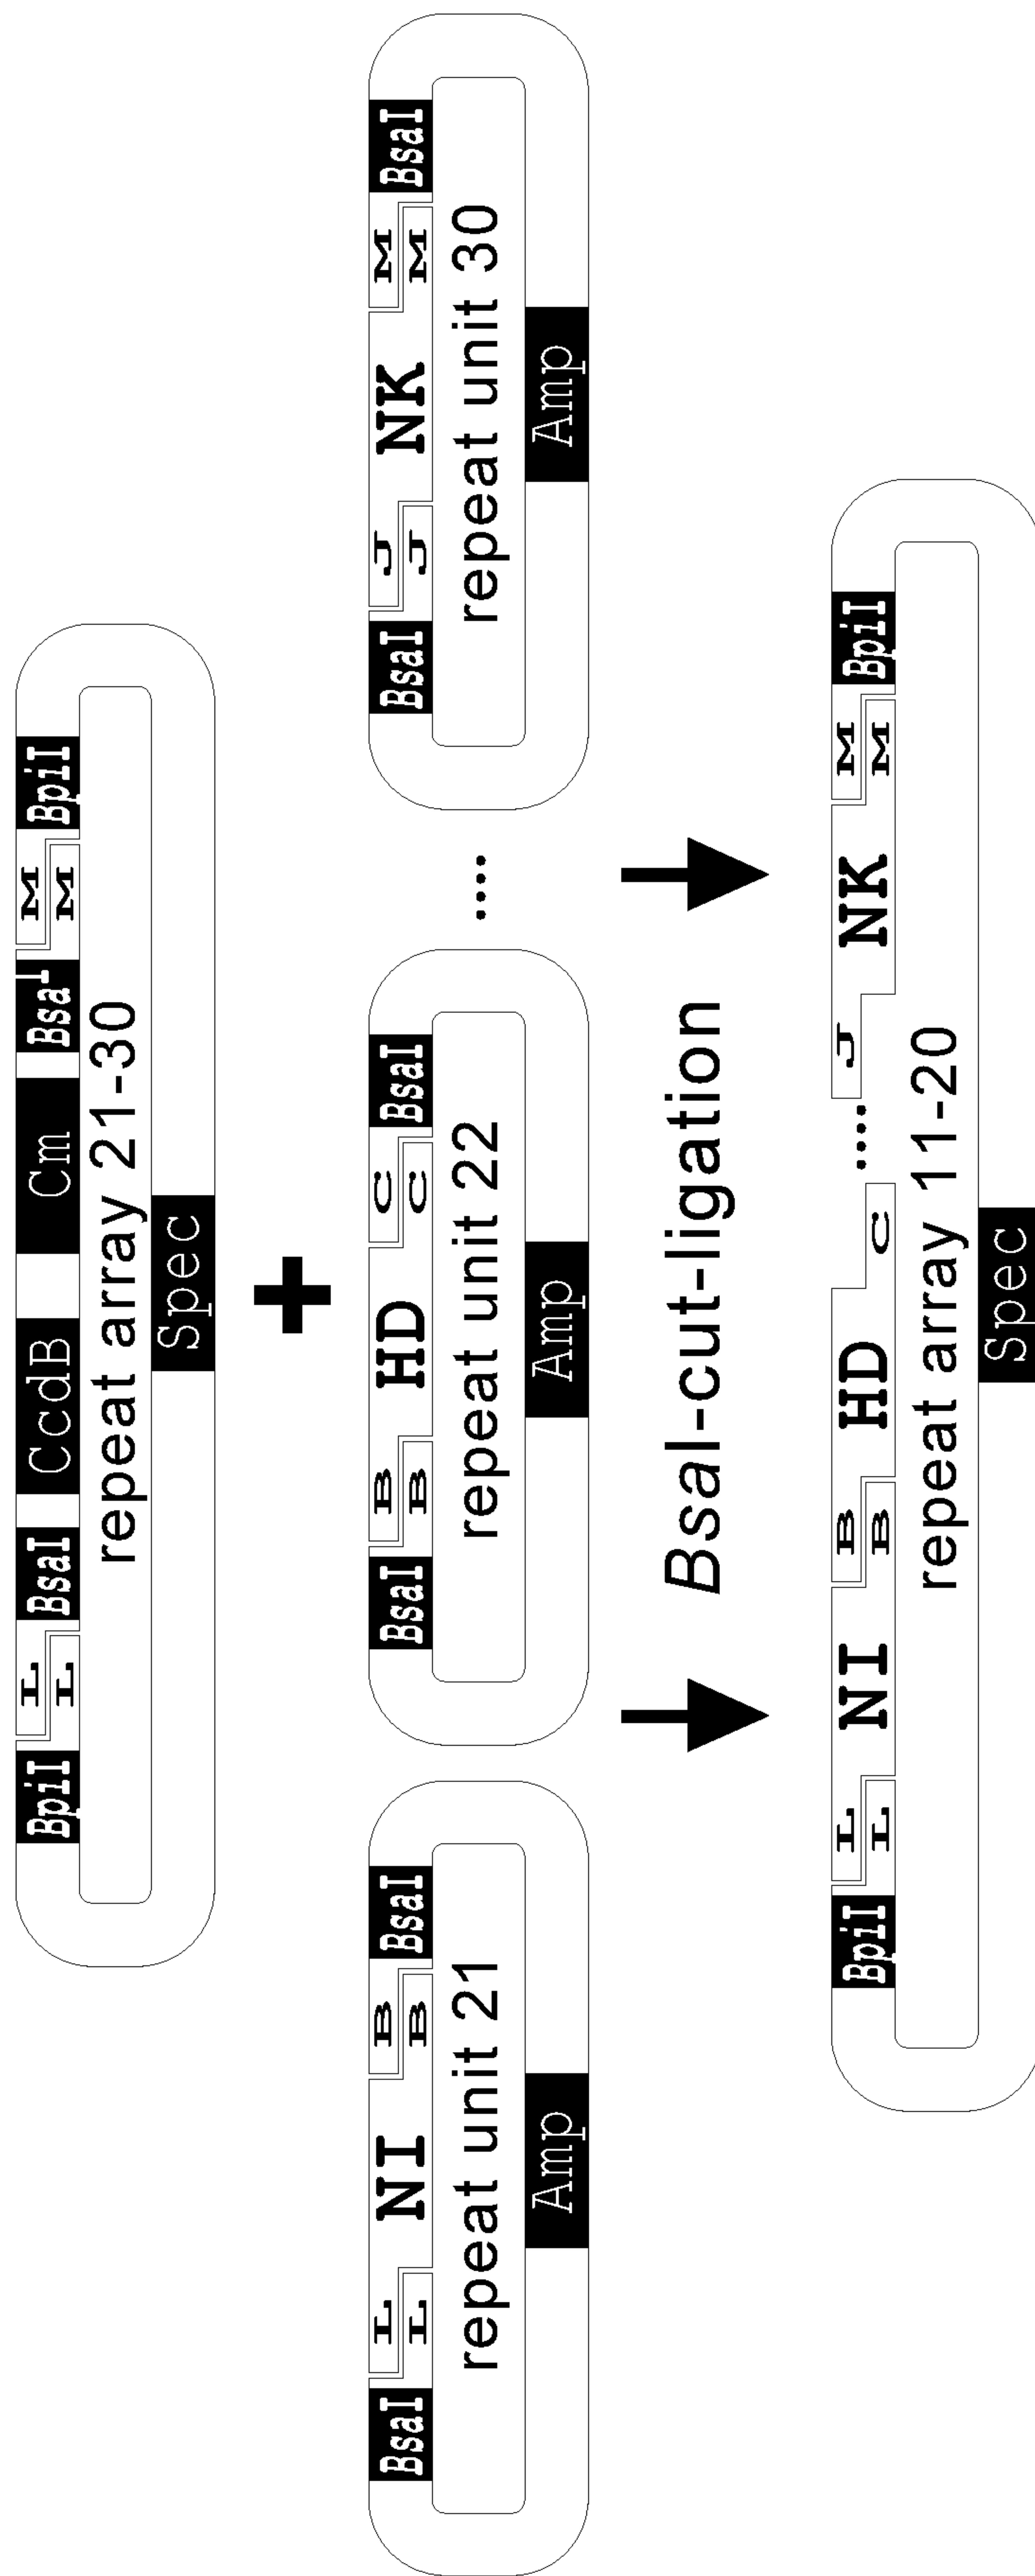 BpiI L BsaI CcdB Cm BsaI M BpiI
L M
repeat array 21-30
Spec
+
BsaI L NI B BsaI
L B
repeat unit 21
Amp
BsaI B HD C BsaI
B C
repeat unit 22
Amp
....
BsaI J NK M BsaI
J M
repeat unit 30
Amp
BsaI-cut-ligation
BpiI L NI B HD .... J NK M BpiI
L B C M
repeat array 11-20
Spec